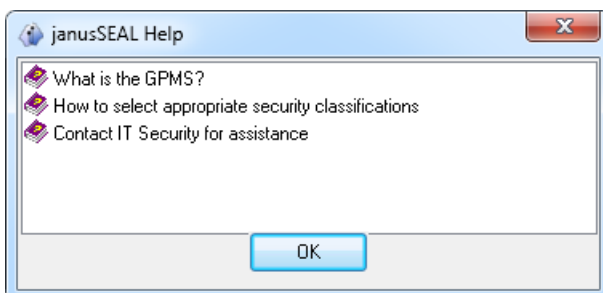 janusSEAL Help
What is the GPMS?
How to select appropriate security classifications
Contact IT Security for assistance
OK